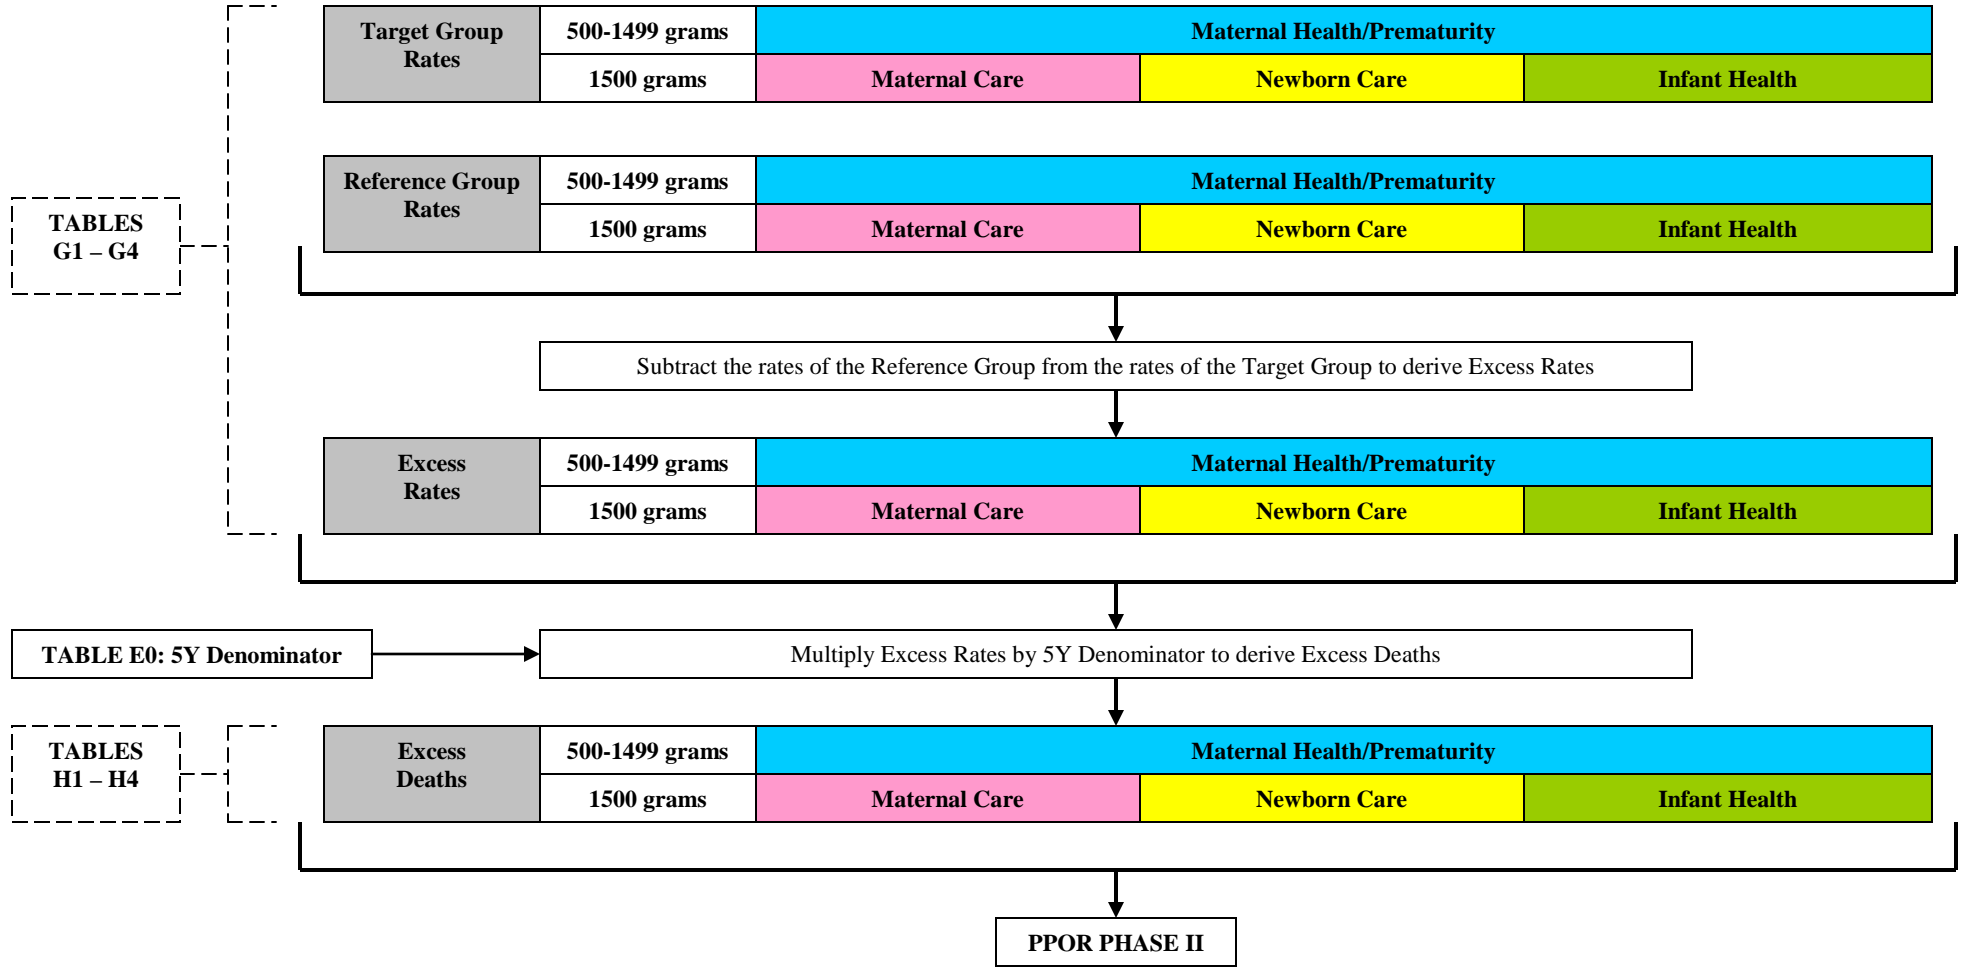 Target Group
Rates
500-1499 grams
Maternal Health/Prematurity
1500 grams
Maternal Care
Newborn Care
Infant Health
TABLES
G1 – G4
Reference Group
Rates
500-1499 grams
Maternal Health/Prematurity
1500 grams
Maternal Care
Newborn Care
Infant Health
Subtract the rates of the Reference Group from the rates of the Target Group to derive Excess Rates
Excess
Rates
500-1499 grams
Maternal Health/Prematurity
1500 grams
Maternal Care
Newborn Care
Infant Health
TABLE E0: 5Y Denominator
Multiply Excess Rates by 5Y Denominator to derive Excess Deaths
TABLES
H1 – H4
Excess
Deaths
500-1499 grams
Maternal Health/Prematurity
1500 grams
Maternal Care
Newborn Care
Infant Health
PPOR PHASE II